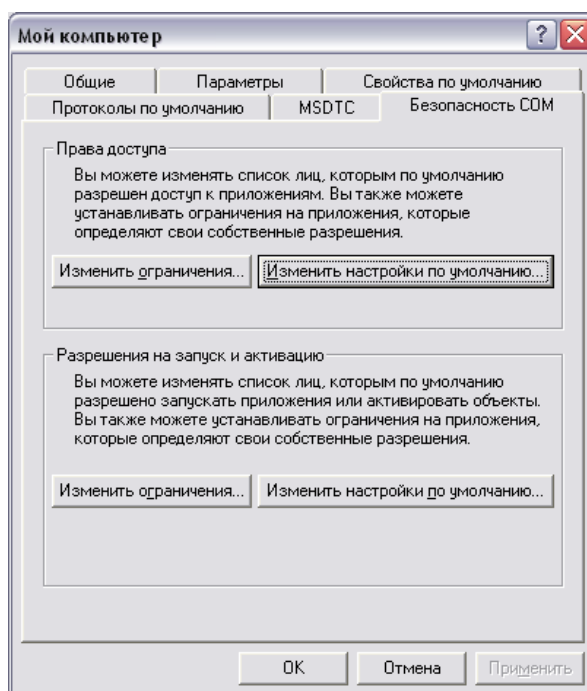 Мой компьютер
Общие Параметры Свойства по умолчанию
Протоколы по умолчанию MSDTC Безопасность COM
Права доступа
Вы можете изменять список лиц, которым по умолчанию
разрешен доступ к приложениям. Вы также можете
устанавливать ограничения на приложения, которые
определяют свои собственные разрешения.
Изменить ограничения... Изменить настройки по умолчанию...
Разрешения на запуск и активацию
Вы можете изменять список лиц, которым по умолчанию
разрешено запускать приложения или активировать объекты.
Вы также можете устанавливать ограничения на приложения,
которые определяют свои собственные разрешения.
Изменить ограничения... Изменить настройки по умолчанию...
OK Отмена Применить